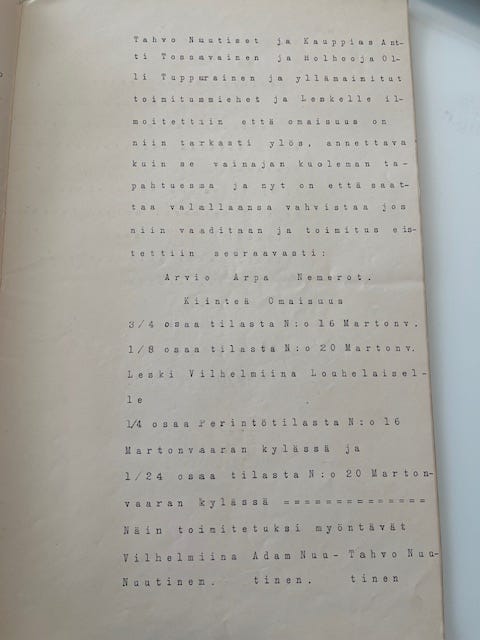 Tahvo Nuutiset ja Kauppias Ant-
ti Tossavainen ja Holhooja Ol-
li Tuppurainen ja yllämainitut
toimitusmiehet ja Leskelle il-
moitettiin että omaisuus on
niin tarkasti ylös, annettava
kuin se vainajan kuoleman ta-
pahtuesma ja nyt on että saat-
taa valallaansa vahvistaa jos
niin vaaditaan ja toimitus eis-
tettiin seuraavasti:
Arvio Arpa Nemerot.
Kiinteä Omaisuus
3/4 osaa tilasta N:o 16 Martonv.
1/8 osaa tilasta N:o 20 Martonv.
Leski Vilhelmiina Louhelaisel-
le
1/4 osaa Perintötilasta N:o 16
Martonvaaran kylässä ja
1/24 osaa tilasta N:o 20 Marton-
vaaran kylässä ==============
Näin toimitetuksi myöntävät
Vilhelmiina Adam Nuu- Tahvo Nuu-
Nuutinem. tinen. tinen